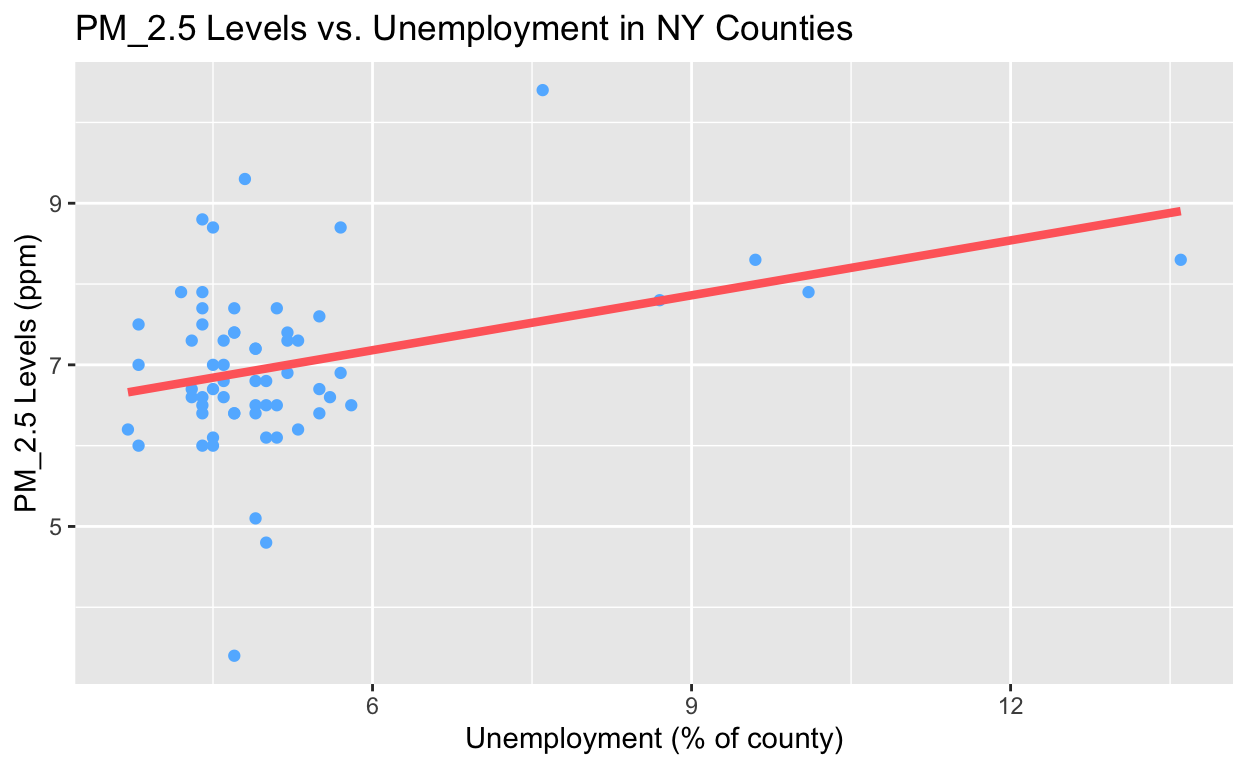 PM_2.5 Levels vs. Unemployment in NY Counties
PM_2.5 Levels (ppm)
9
7
5
6
9
12
Unemployment (% of county)